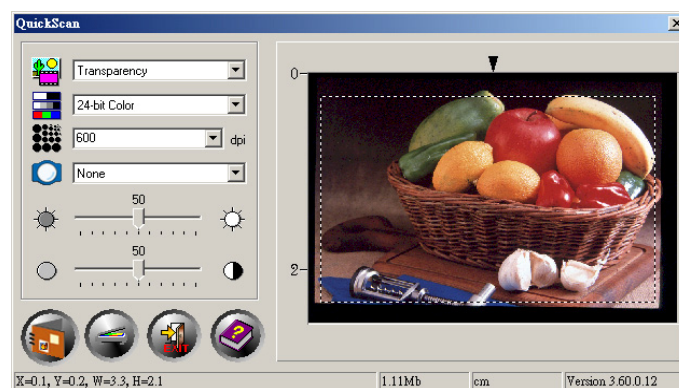 QuickScan
Transparency
24-bit Color
600 dpi
None
50
50
EXIT
?
0
2
X=0.1, Y=0.2, W=3.3, H=2.1 1.11Mb cm Version 3.60.0.12